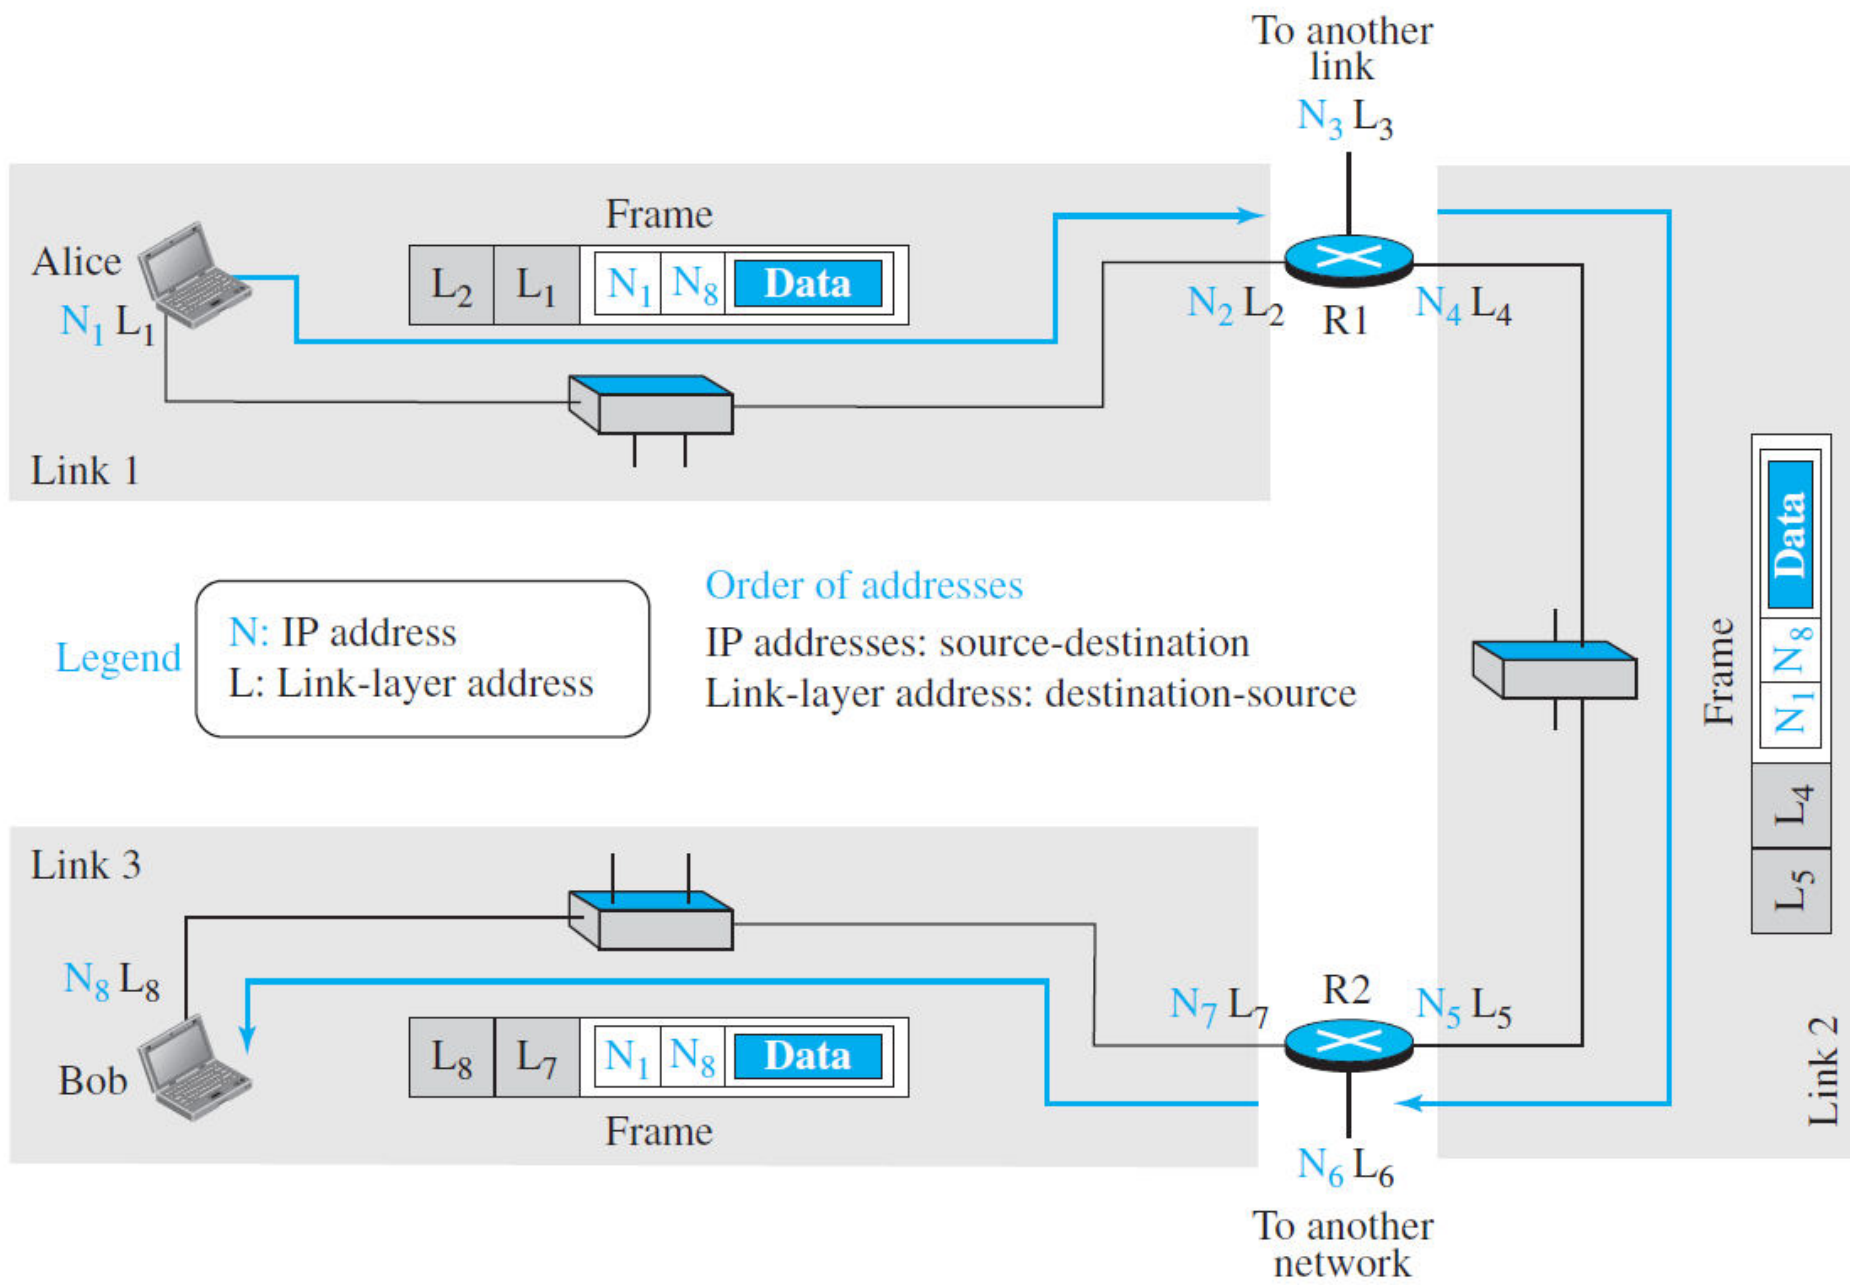 To another
link
N₃ L₃
Frame
Alice
L₂ L₁ N₁ N₈ Data
N₁ L₁
N₂ L₂
R1
N₄ L₄
Link 1
Legend
N: IP address
L: Link-layer address
Order of addresses
IP addresses: source-destination
Link-layer address: destination-source
Frame
L₅ L₄ N₁ N₈ Data
Link 2
Link 3
N₈ L₈
Bob
L₈ L₇ N₁ N₈ Data
Frame
N₇ L₇
R2
N₅ L₅
N₆ L₆
To another
network